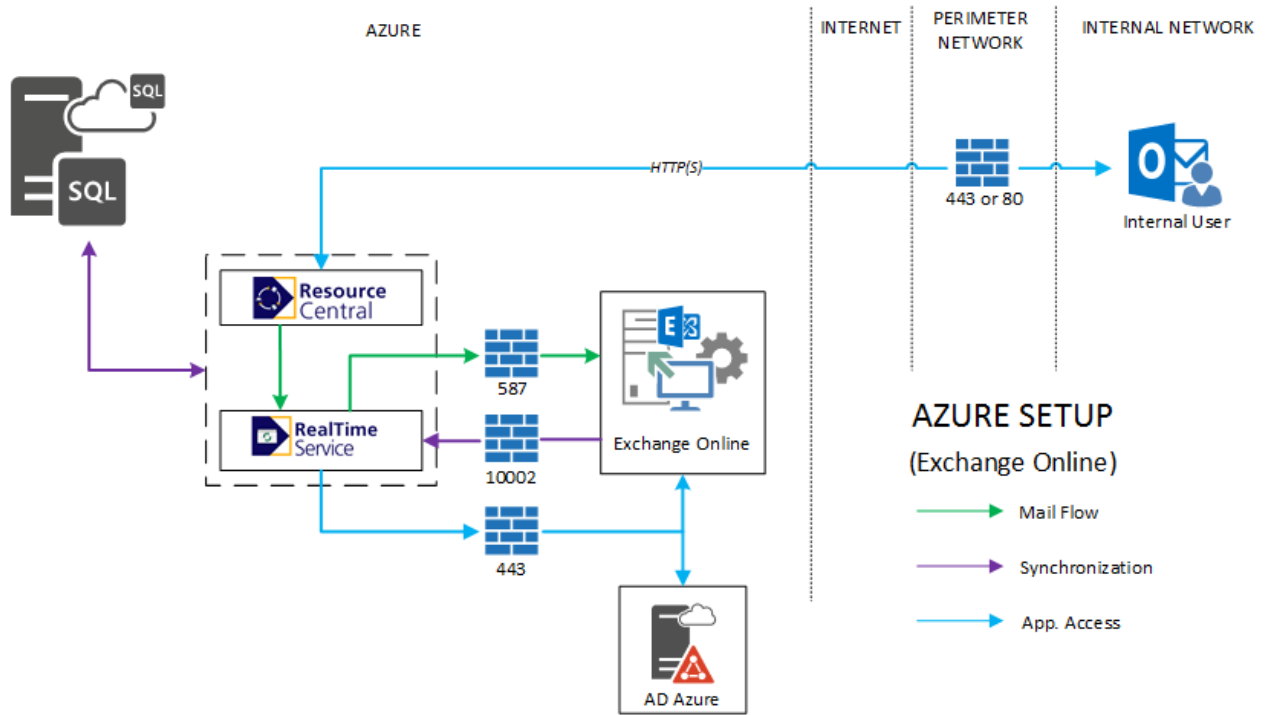 AZURE
INTERNET
PERIMETER
NETWORK
INTERNAL NETWORK
SQL
SQL
HTTP(S)
443 or 80
Internal User
Resource
Central
587
RealTime
Service
10002
Exchange Online
443
AD Azure
AZURE SETUP
(Exchange Online)
Mail Flow
Synchronization
App. Access